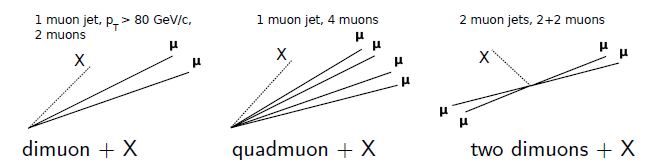 1 muon jet, pT > 80 GeV/c,
2 muons
X
μ
μ
dimuon + X
1 muon jet, 4 muons
X
μ
μ
μ
μ
quadmuon + X
2 muon jets, 2+2 muons
X
μ
μ
μ
μ
two dimuons + X